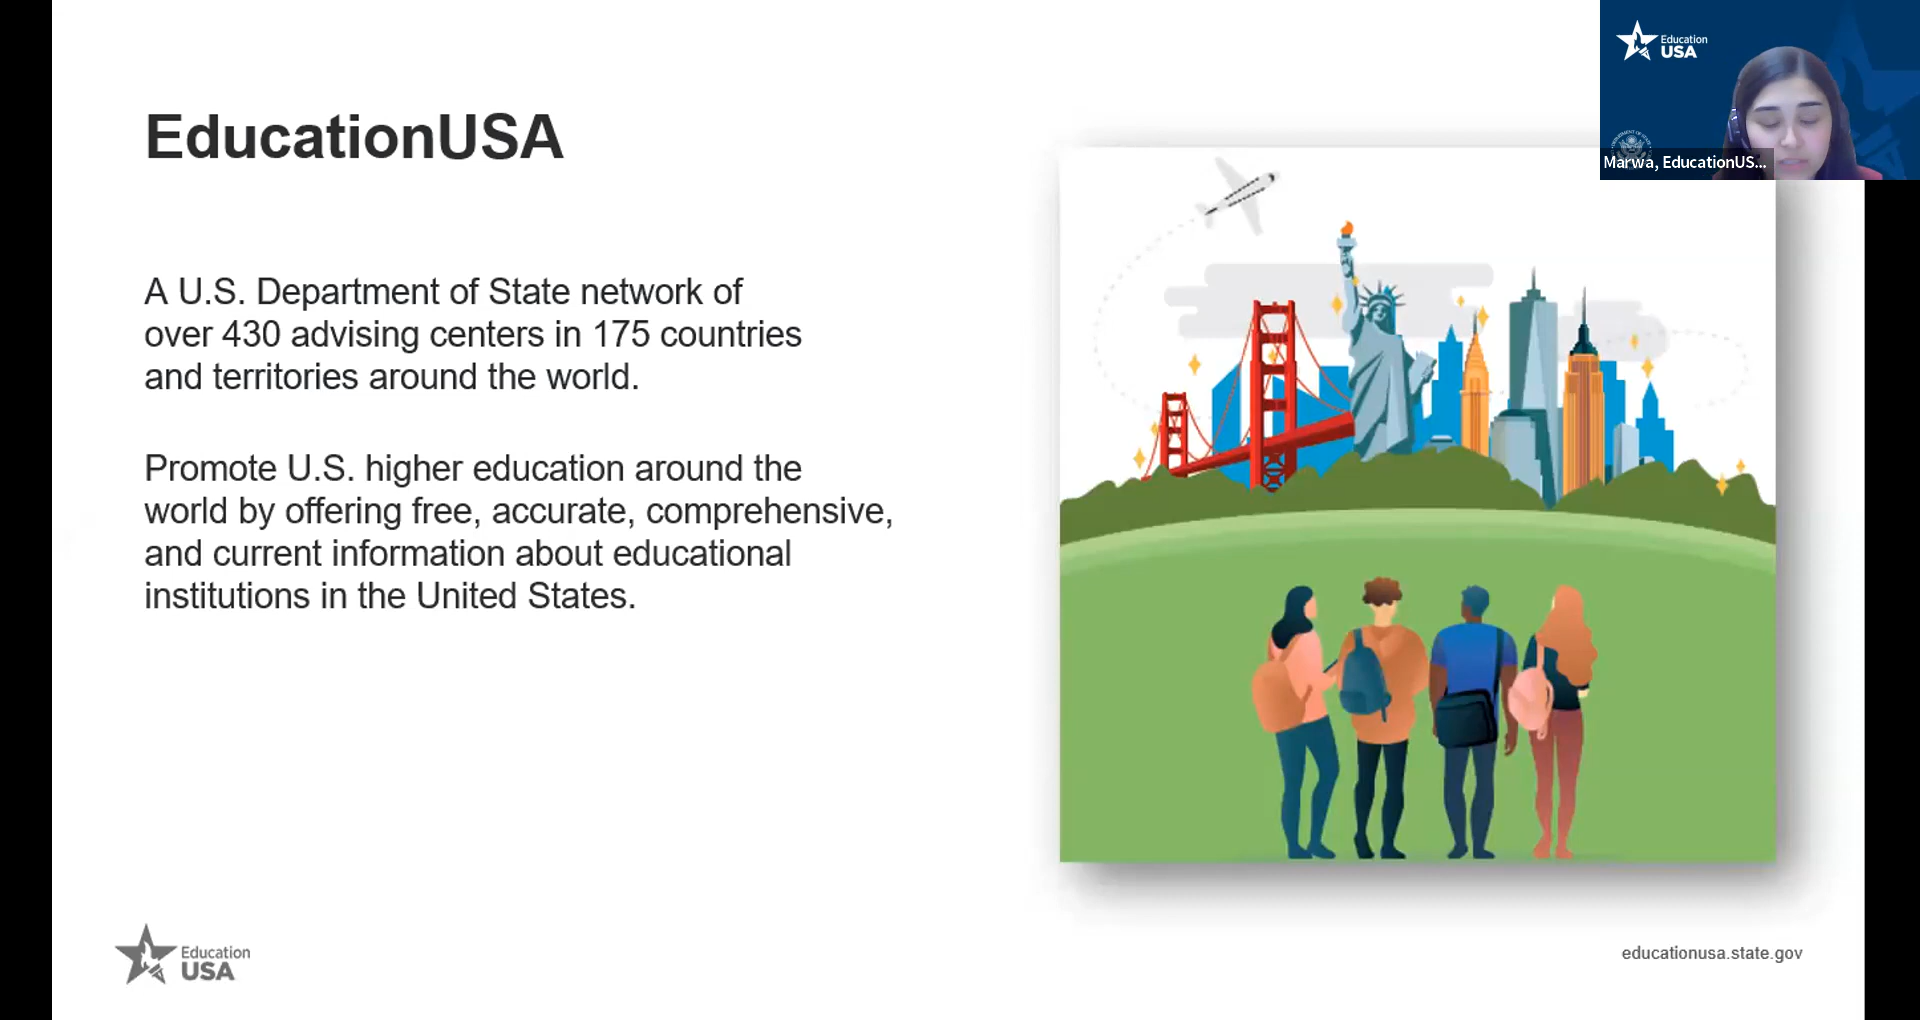 EducationUSA
A U.S. Department of State network of
over 430 advising centers in 175 countries
and territories around the world.
Promote U.S. higher education around the
world by offering free, accurate, comprehensive,
and current information about educational
institutions in the United States.
Education
USA
Marwa, EducationUS...
Education
USA
educationusa.state.gov